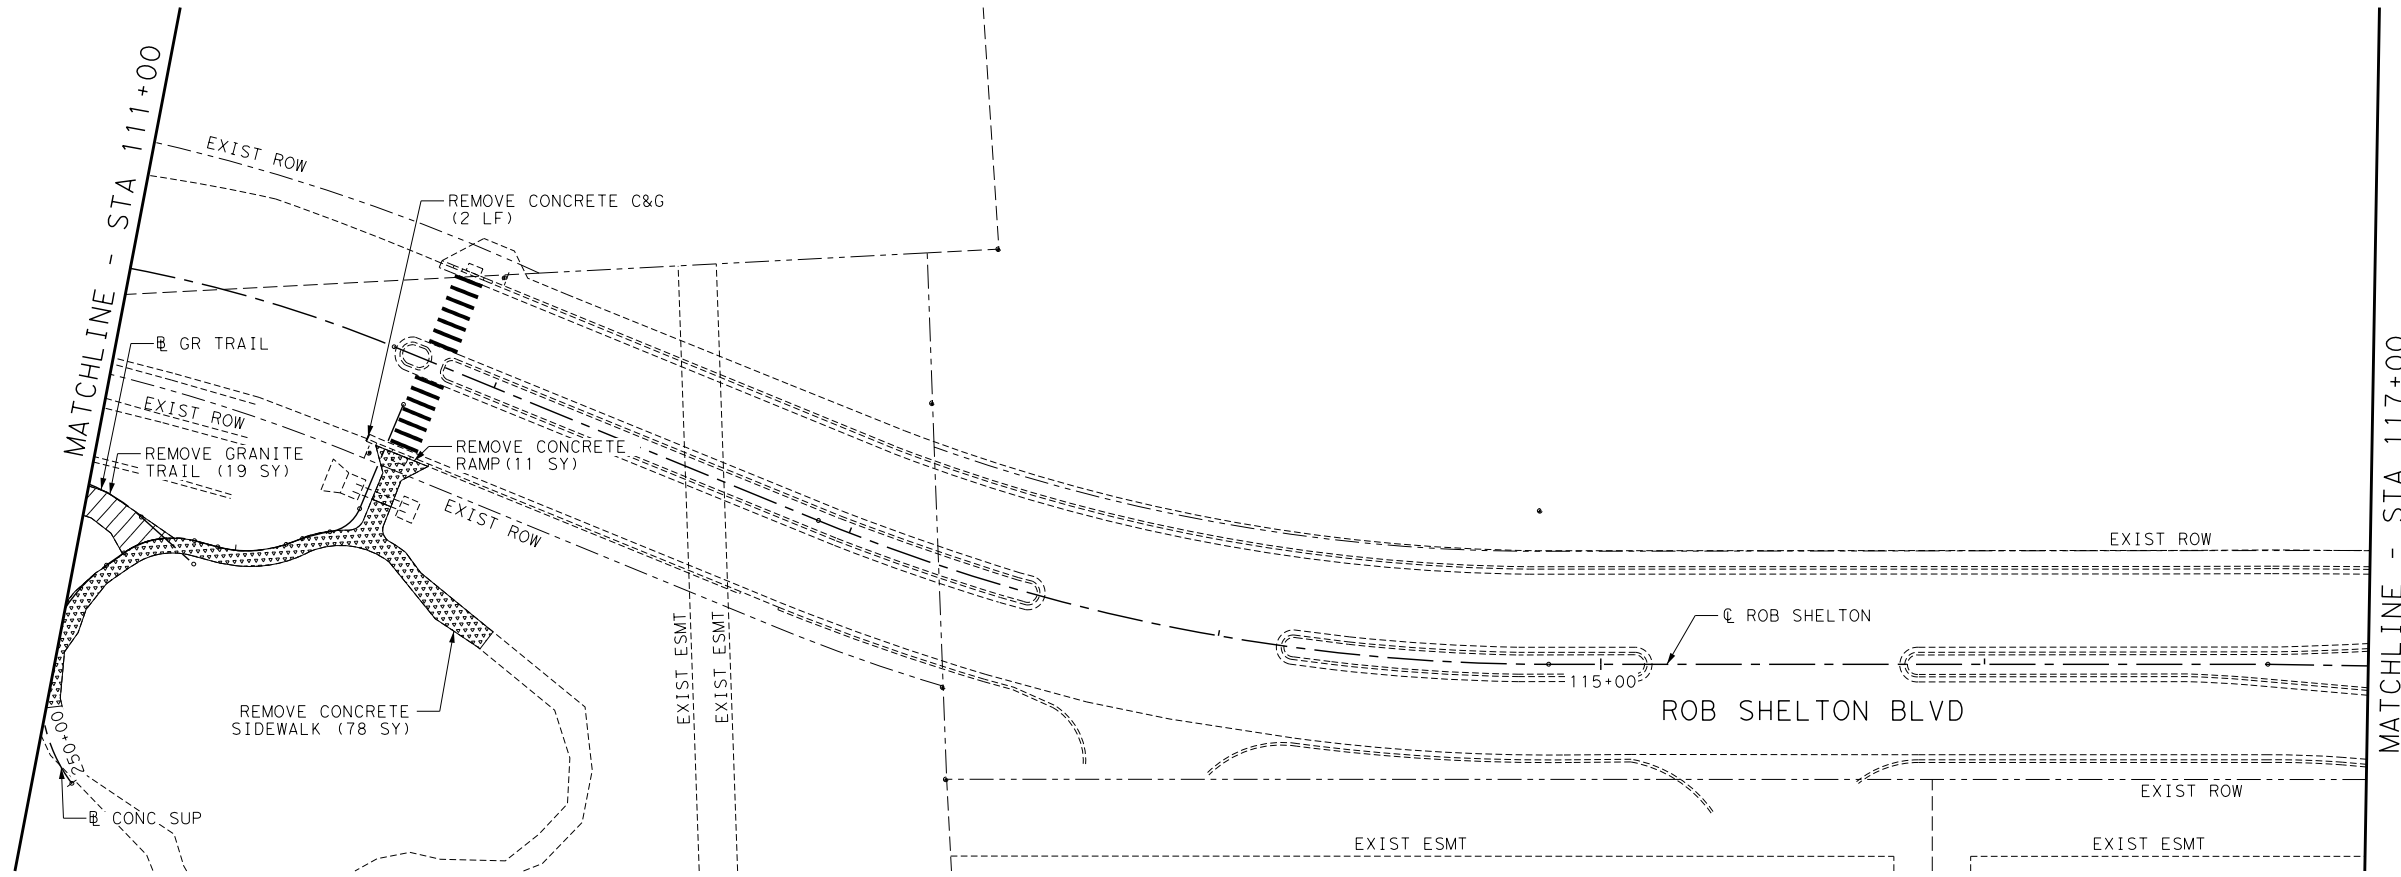 MATCHLINE - STA 111+00
EXIST ROW
REMOVE CONCRETE C&G
(2 LF)
℄ GR TRAIL
EXIST ROW
REMOVE GRANITE
TRAIL (19 SY)
REMOVE CONCRETE
RAMP(11 SY)
EXIST ROW
EXIST ESMT
EXIST ESMT
REMOVE CONCRETE
SIDEWALK (78 SY)
250+00
BL CONC SUP
EXIST ROW
℄ ROB SHELTON
115+00
ROB SHELTON BLVD
EXIST ROW
EXIST ESMT
EXIST ESMT
MATCHLINE - STA 117+00